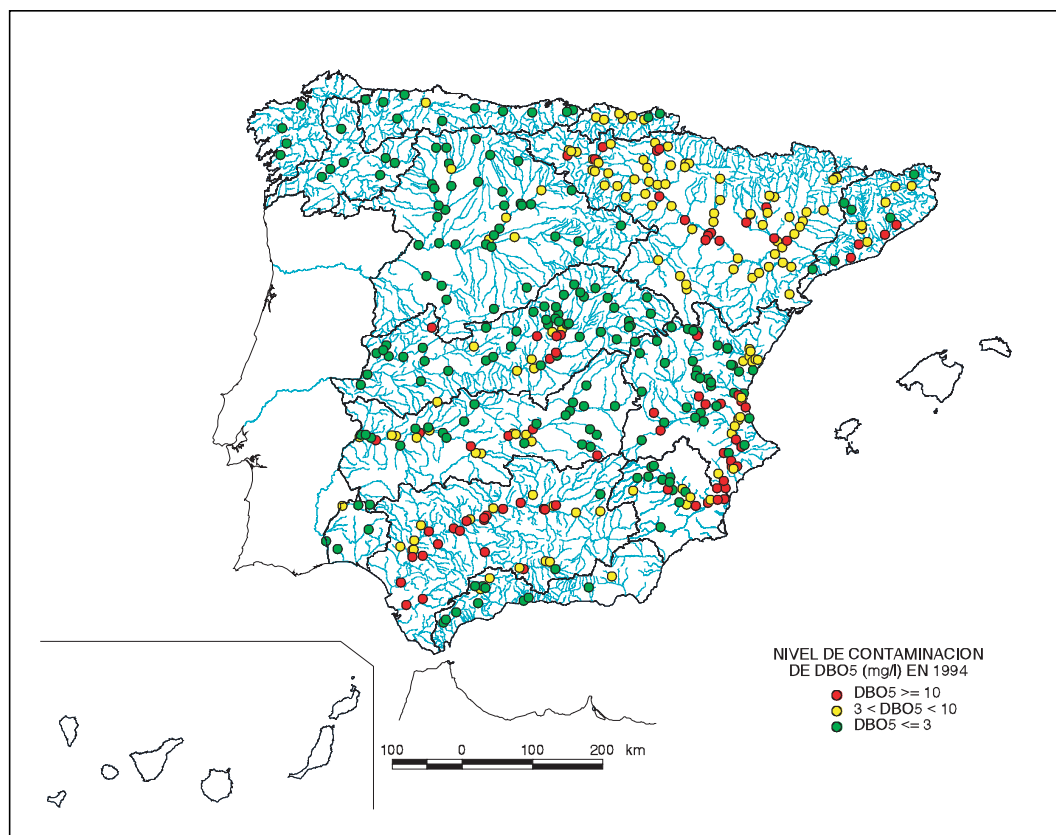 NIVEL DE CONTAMINACION
DE DBO5 (mg/l) EN 1994
DBO5 >= 10
3 < DBO5 < 10
DBO5 <= 3
100 0 100 200 km